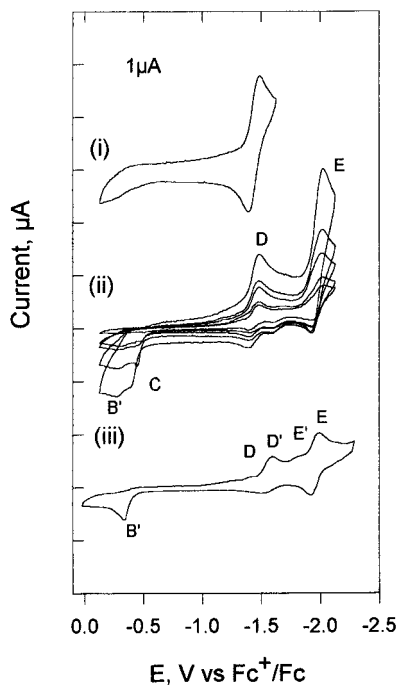 1µA
(i)
E
D
(ii)
B' C
(iii)
D D' E' E
B'
Current, µA
0.0 -0.5 -1.0 -1.5 -2.0 -2.5
E, V vs Fc⁺/Fc